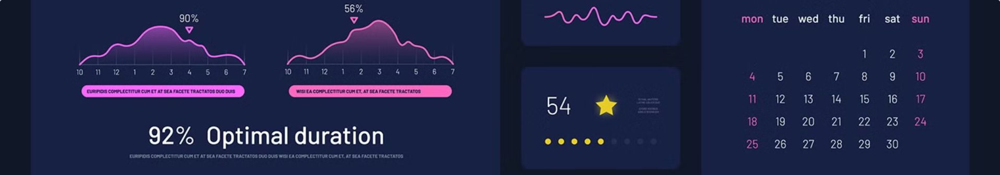 90%
10 11 12 1 2 3 4 5 6 7
EURIPIDIS COMPLECTITUR CUM ET AT SEA FACETE TRACTATOS DUO DUIS
56%
10 11 12 1 2 3 4 5 6 7
WISI EA COMPLECTITUR CUM ET, AT SEA FACETE TRACTATOS
92% Optimal duration
EURIPIDIS COMPLECTITUR CUM ET AT SEA FACETE TRACTATOS DUO DUIS WISI EA COMPLECTITUR CUM ET, AT SEA FACETE TRACTATOS
54
mon tue wed thu fri sat sun
1 2 3
4 5 6 7 8 9 10
11 12 13 14 15 16 17
18 19 20 21 22 23 24
25 26 27 28 29 30